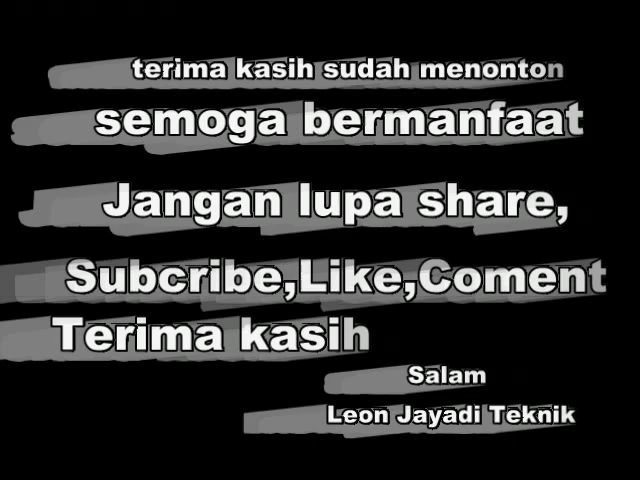 terima kasih sudah menonton
semoga bermanfaat
Jangan lupa share,
Subcribe,Like,Coment
Terima kasih
Salam
Leon Jayadi Teknik